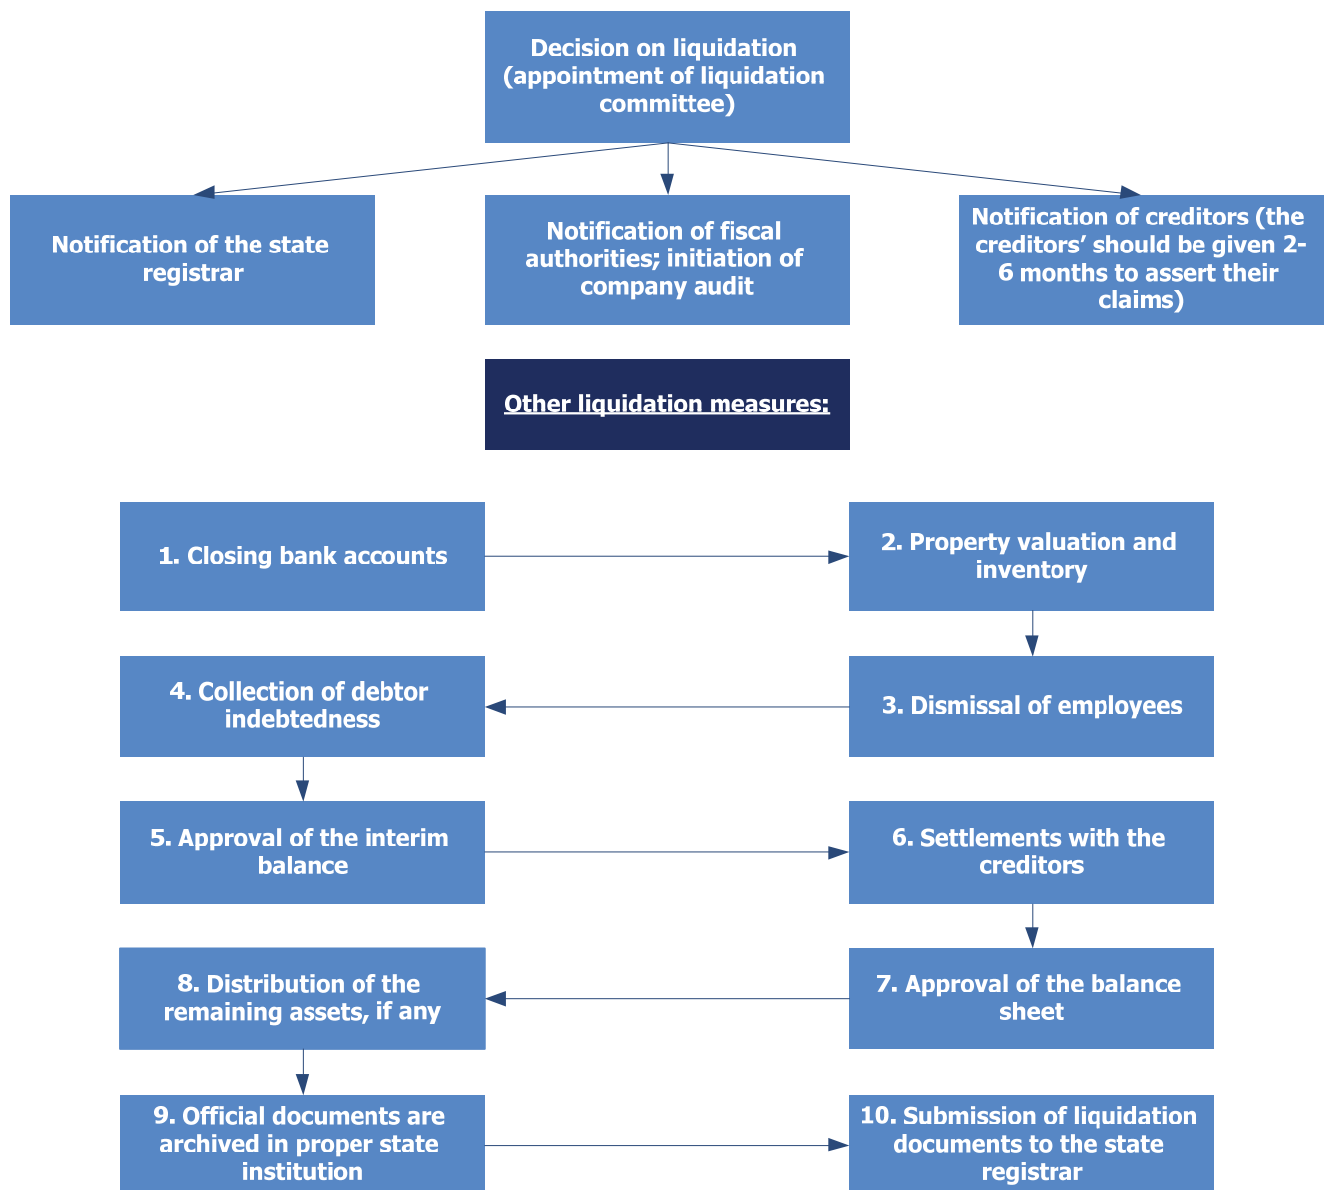 Decision on liquidation
(appointment of liquidation
committee)
Notification of the state
registrar
Notification of fiscal
authorities; initiation of
company audit
Notification of creditors (the
creditors’ should be given 2-
6 months to assert their
claims)
Other liquidation measures:
1. Closing bank accounts
2. Property valuation and
inventory
3. Dismissal of employees
4. Collection of debtor
indebtedness
5. Approval of the interim
balance
6. Settlements with the
creditors
7. Approval of the balance
sheet
8. Distribution of the
remaining assets, if any
9. Official documents are
archived in proper state
institution
10. Submission of liquidation
documents to the state
registrar